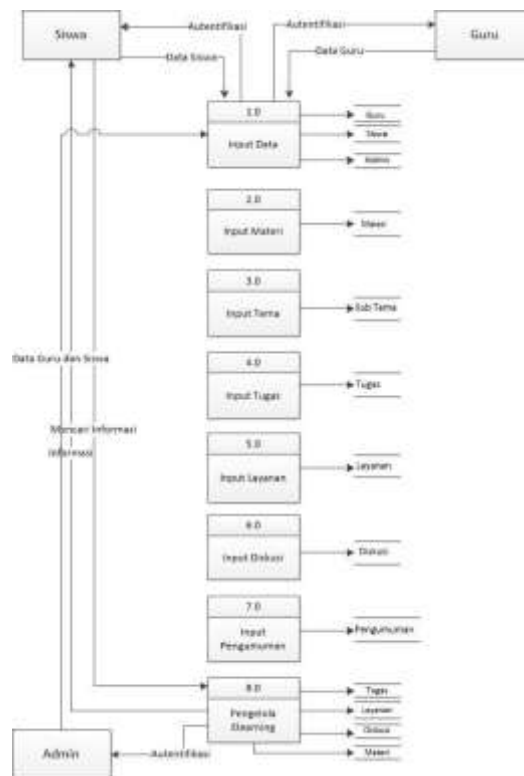 Siswa
Autentifikasi
Autentifikasi
Guru
Data Siswa
Data Guru
1.0
Input Data
Guru
Siswa
Admin
2.0
Input Materi
Materi
3.0
Input Tema
Sub Tema
4.0
Input Tugas
Tugas
Data Guru dan Siswa
Mencari Informasi
Informasi
5.0
Input Layanan
Layanan
6.0
Input Diskusi
Diskusi
7.0
Input
Pengumuman
Pengumuman
8.0
Pengelola
Elearning
Tugas
Layanan
Diskusi
Materi
Admin
Autentifikasi